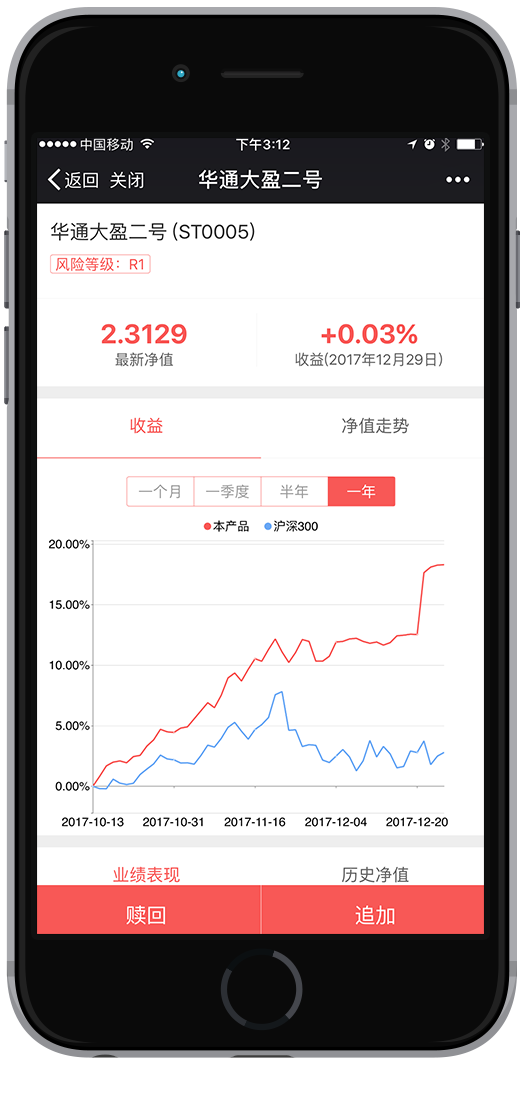 ●●●●● 中国移动 下午3:12
返回 关闭 华通大盈二号 •••
华通大盈二号 (ST0005)
风险等级：R1
2.3129 +0.03%
最新净值 收益(2017年12月29日)
收益 净值走势
一个月 一季度 半年 一年
本产品 沪深300
20.00%
15.00%
10.00%
5.00%
0.00%
2017-10-13 2017-10-31 2017-11-16 2017-12-04 2017-12-20
业绩表现 历史净值
赎回 追加